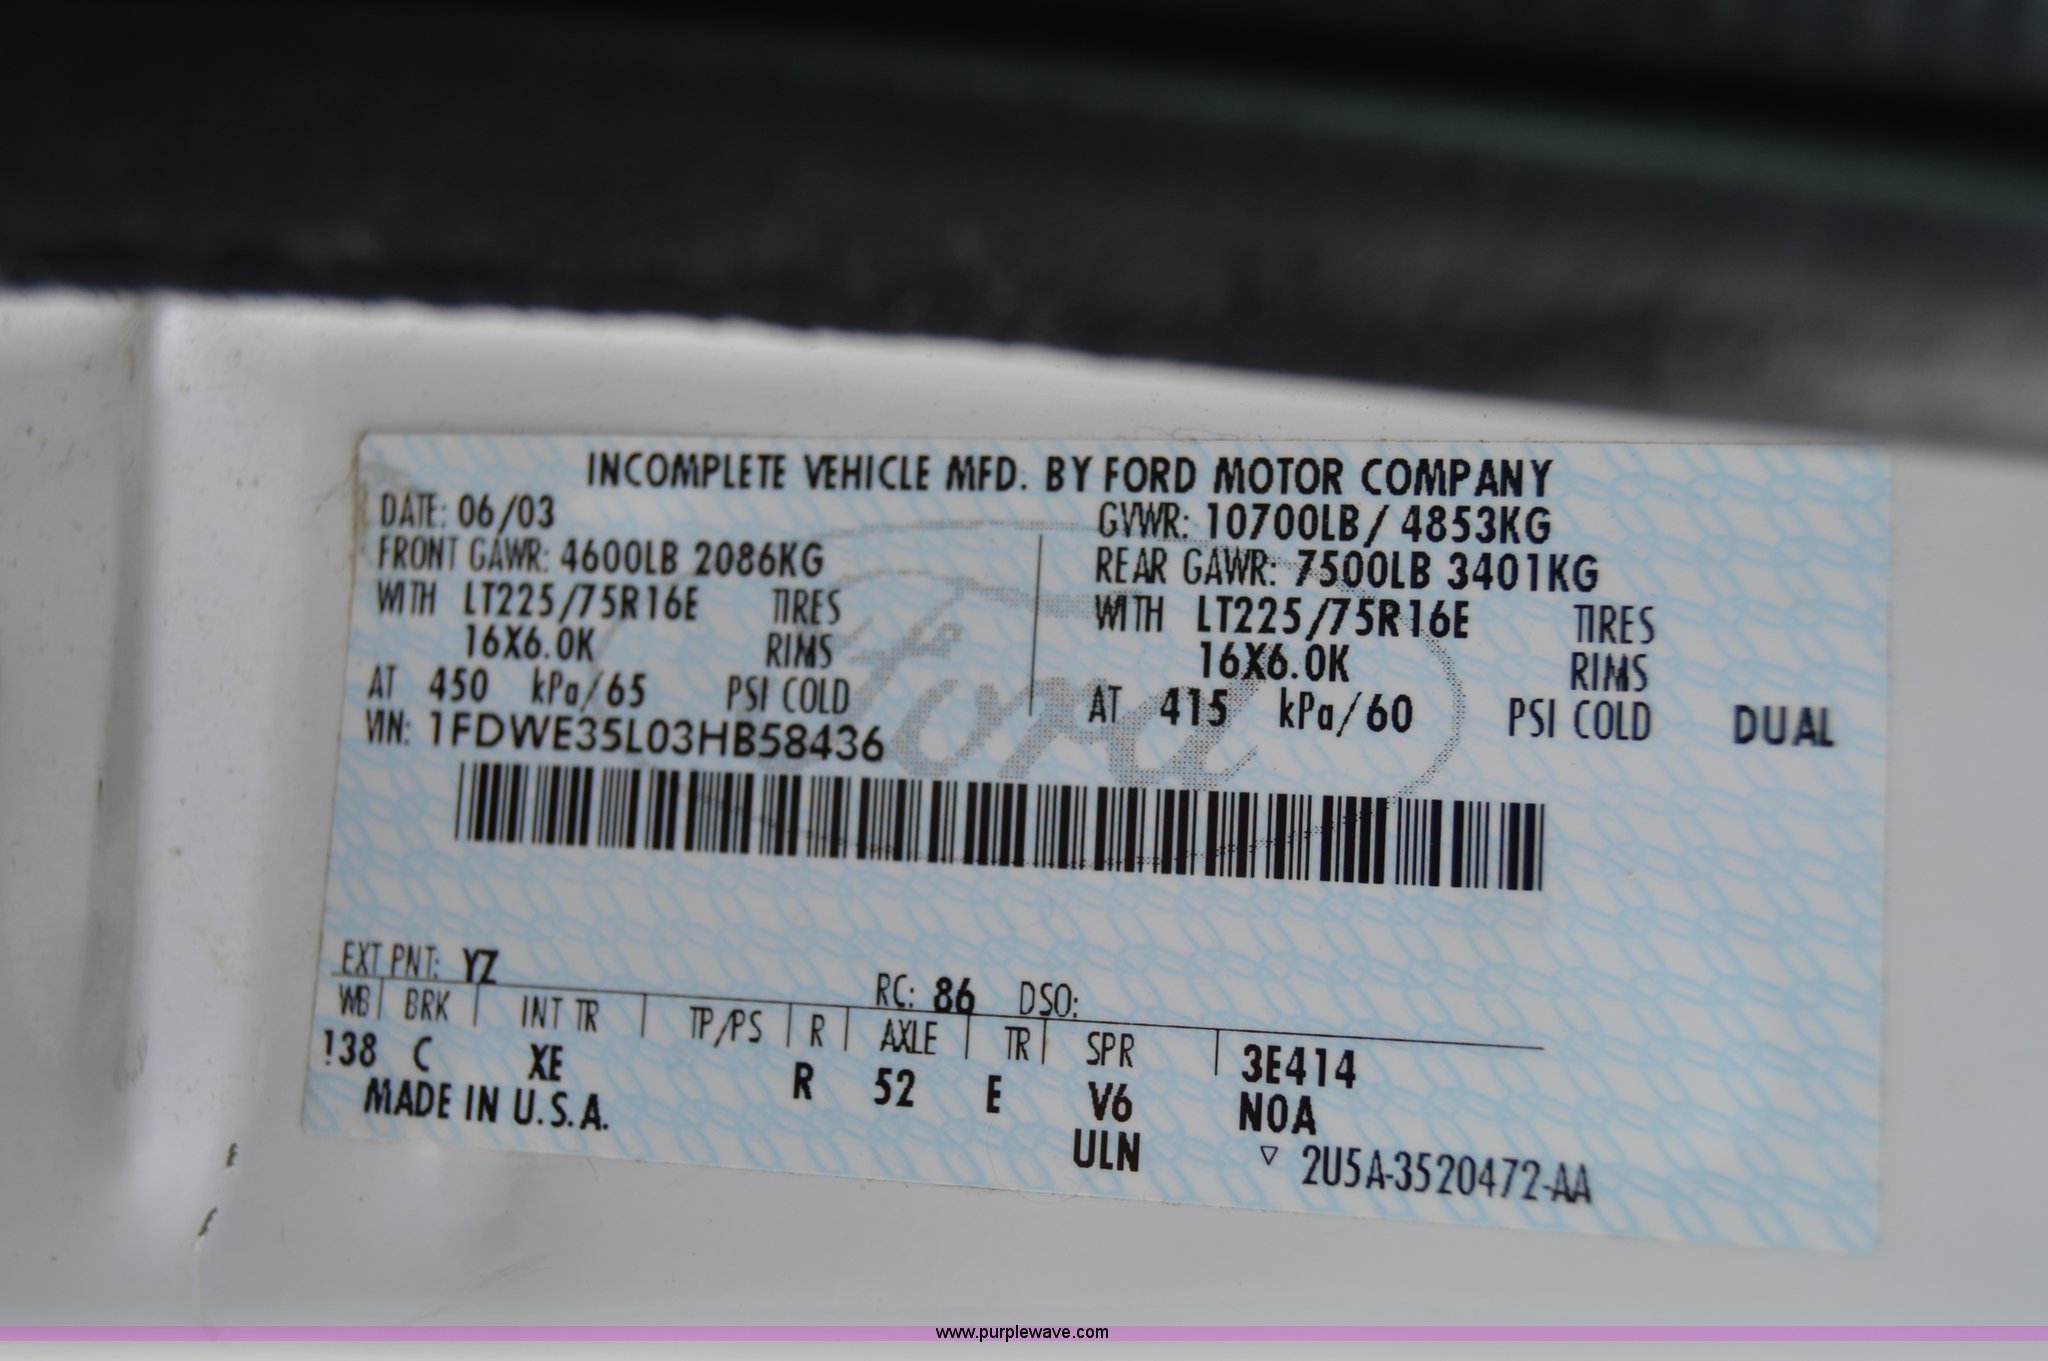 INCOMPLETE VEHICLE MFD. BY FORD MOTOR COMPANY
DATE: 06/03 GVWR: 10700LB/ 4853KG
FRONT GAWR: 4600LB 2086KG REAR GAWR: 7500LB 3401KG
WITH LT225/75R16E TIRES WITH LT225/75R16E TIRES
16X6.0K RIMS 16X6.0K RIMS
AT 450 kPa/65 PSI COLD AT 415 kPa/60 PSI COLD DUAL
VIN: 1FDWE35L03HB58436
Ford
EXT PNT: YZ RC: 86 DSO:
WB BRK INT TR TP/PS R AXLE TR SPR
138 C XE R 52 E V6 3E414
MADE IN U.S.A. ULN NOA
▽ 2U5A-3520472-AA
www.purplewave.com